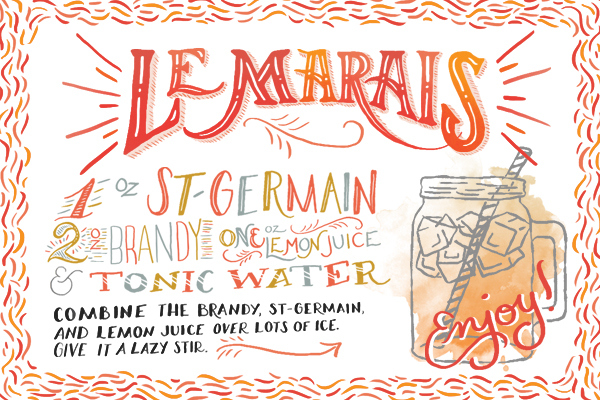 LE MARAIS
1 OZ ST-GERMAIN
2 OZ BRANDY ONE OZ LEMON JUICE
& TONIC WATER
COMBINE THE BRANDY, ST-GERMAIN,
AND LEMON JUICE OVER LOTS OF ICE.
GIVE IT A LAZY STIR.
enjoy!